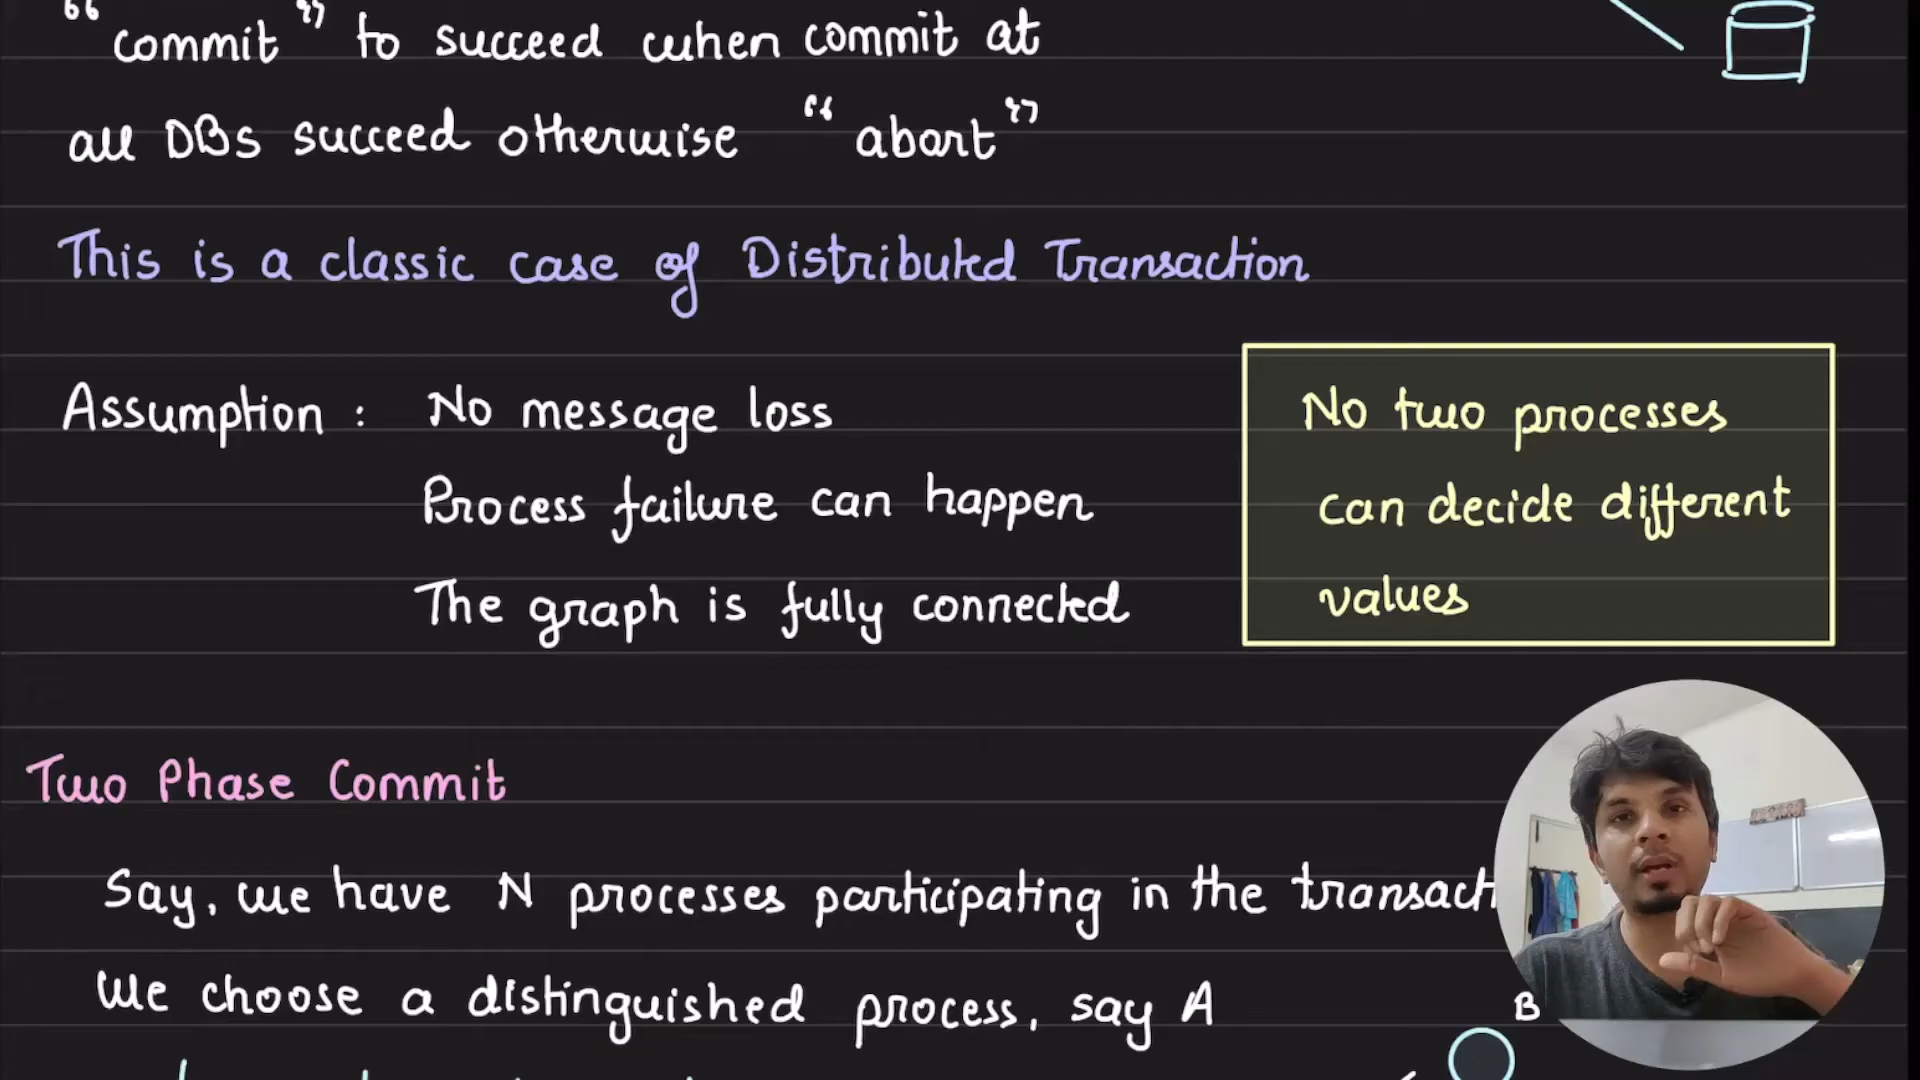 "commit" to succeed when commit at
all DBs succeed otherwise "abort"
This is a classic case of Distributed Transaction
Assumption : No message loss
Process failure can happen
The graph is fully connected
No two processes
can decide different
values
Two Phase Commit
Say, we have N processes participating in the transact
We choose a distinguished process, say A
B